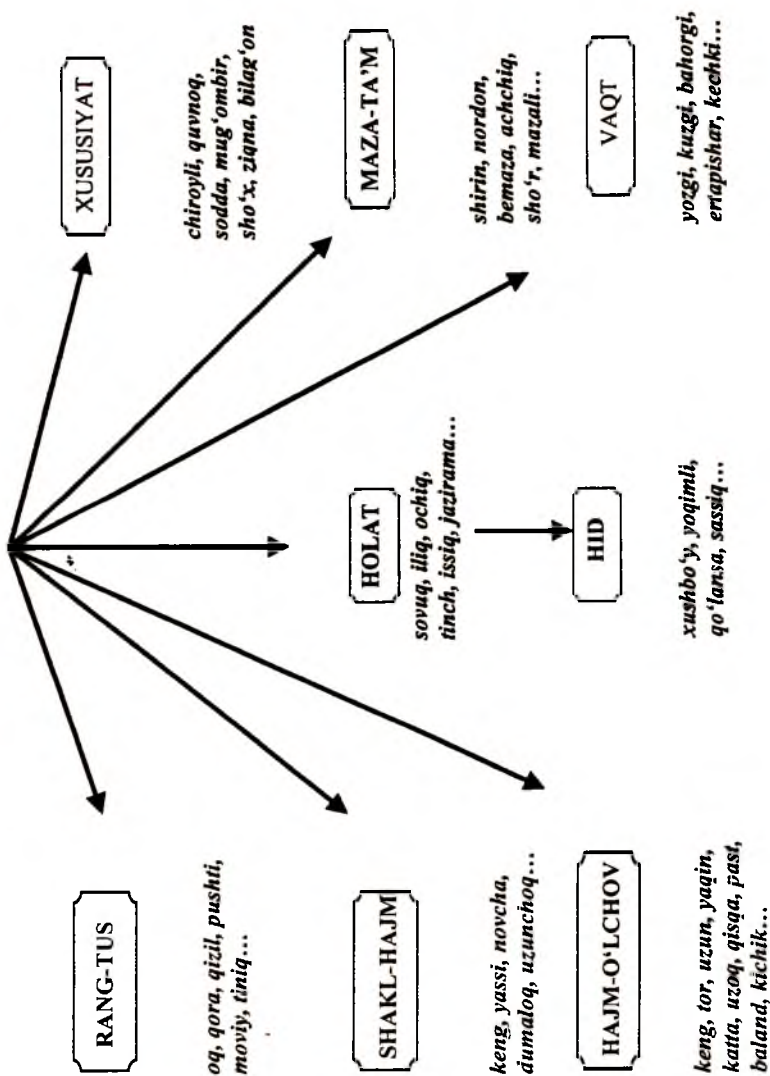 RANG-TUS
oq, qora, qizil, pushti,
moviy, tiniq…
XUSUSIYAT
chiroyli, quvnoq,
sodda, mug‘ombir,
sho‘x, ziqna, bilag‘on
SHAKL-HAJM
keng, yassi, novcha,
dumaloq, uzunchoq…
HOLAT
sovuq, iliq, ochiq,
tinch, issiq, jazirama…
MAZA-TA’M
shirin, nordon,
bemaza, achchiq,
sho‘r, mazali…
HAJM-O‘LCHOV
keng, tor, uzun, yaqin,
katta, uzoq, qisqa, past,
baland, kichik…
HID
xushbo‘y, yoqimli,
qo‘lansa, sassiq…
VAQT
yozgi, kuzgi, bahorgi,
ertapishar, kechki…